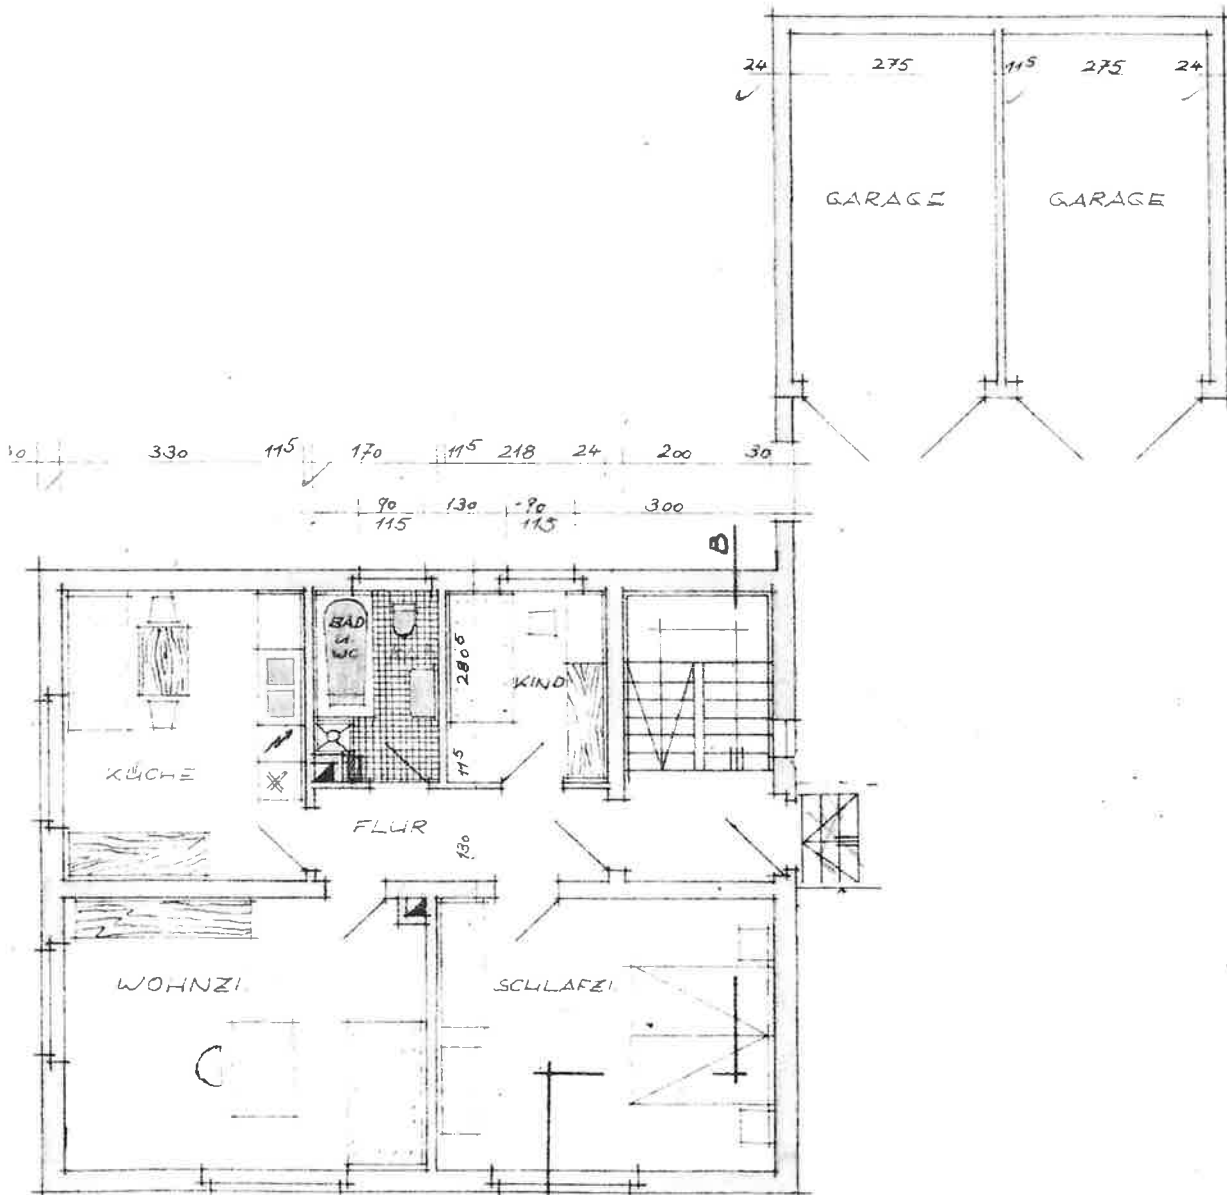 24 275 11⁵ 275 24
GARAGE GARAGE
330 11⁵ 170 11⁵ 218 24 200 30
90 130 90 300
115 115
B
BAD
u.
WC
280⁵
KIND
11⁵
KÜCHE
FLUR
130
WOHNZI
SCHLAFZI